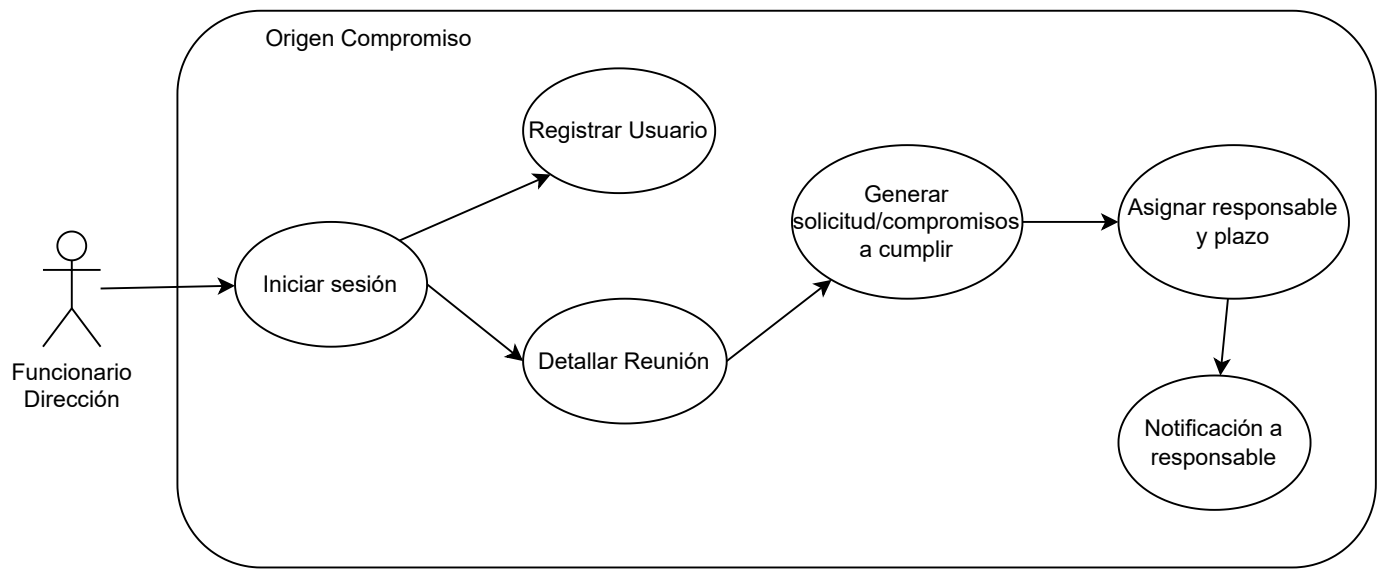 Origen Compromiso
Registrar Usuario
Generar
solicitud/compromisos
a cumplir
Asignar responsable
y plazo
Iniciar sesión
Detallar Reunión
Funcionario
Dirección
Notificación a
responsable